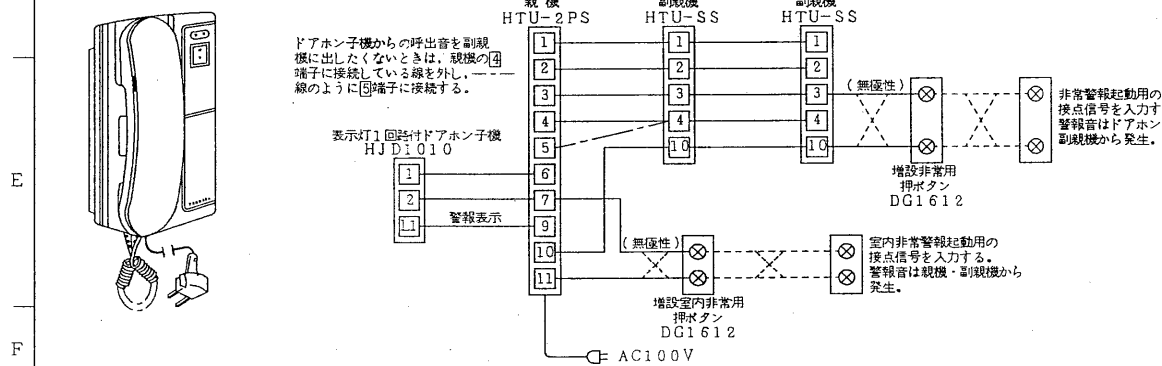 親 機
HTU-2PS
副親機
HTU-SS
副親機
HTU-SS
ドアホン子機からの呼出音を副親
機に出したくないときは，親機の4
端子に接続している線を外し，-----
線のように5端子に接続する。
1
2
3
4
5
6
7
9
10
11
1
2
3
4
10
1
2
3
4
10
(無極性)
増設非常用
押ボタン
DG1612
非常警報起動用の
接点信号を入力す
警報音はドアホン
副親機から発生。
表示灯1回路付ドアホン子機
HJD1010
1
2
L1
警報表示
(無極性)
増設室内非常用
押ボタン
DG1612
室内非常警報起動用の
接点信号を入力する。
警報音は親機・副親機から
発生。
AC100V
E
F